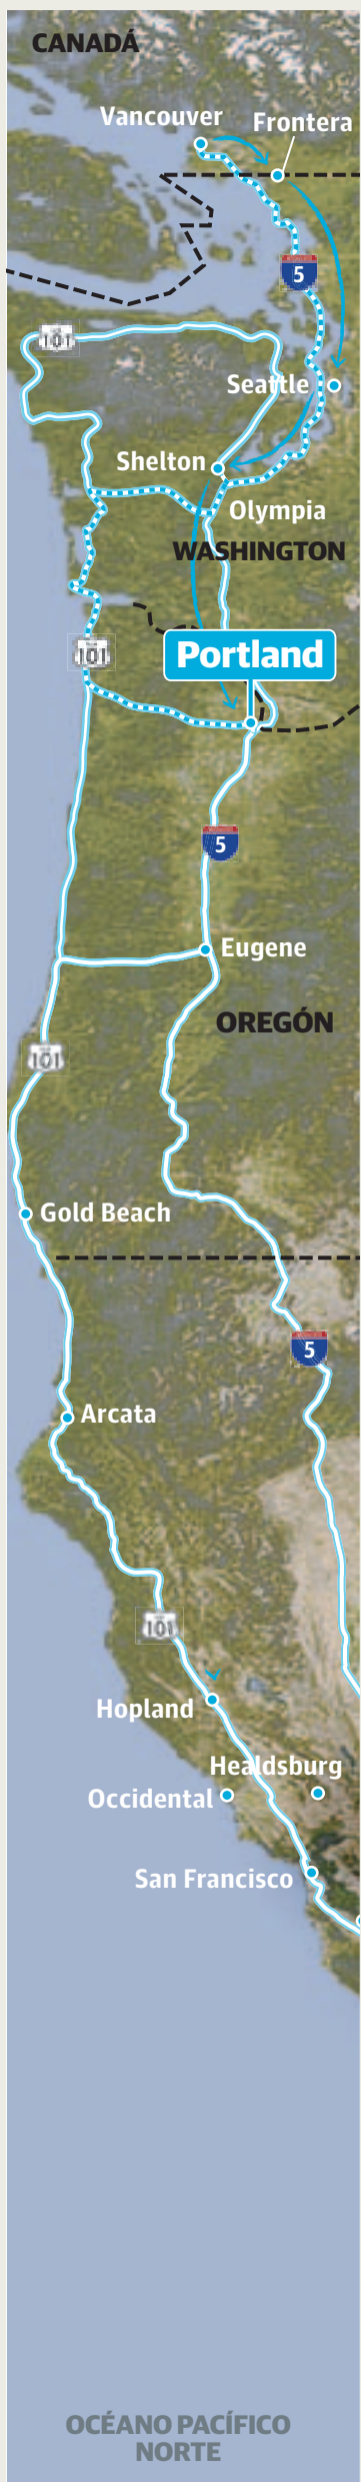 CANADÁ
Vancouver
Frontera
5
101
Seattle
Shelton
Olympia
WASHINGTON
101
Portland
5
Eugene
OREGÓN
101
Gold Beach
5
Arcata
101
Hopland
Healdsburg
Occidental
San Francisco
OCÉANO PACÍFICO
NORTE